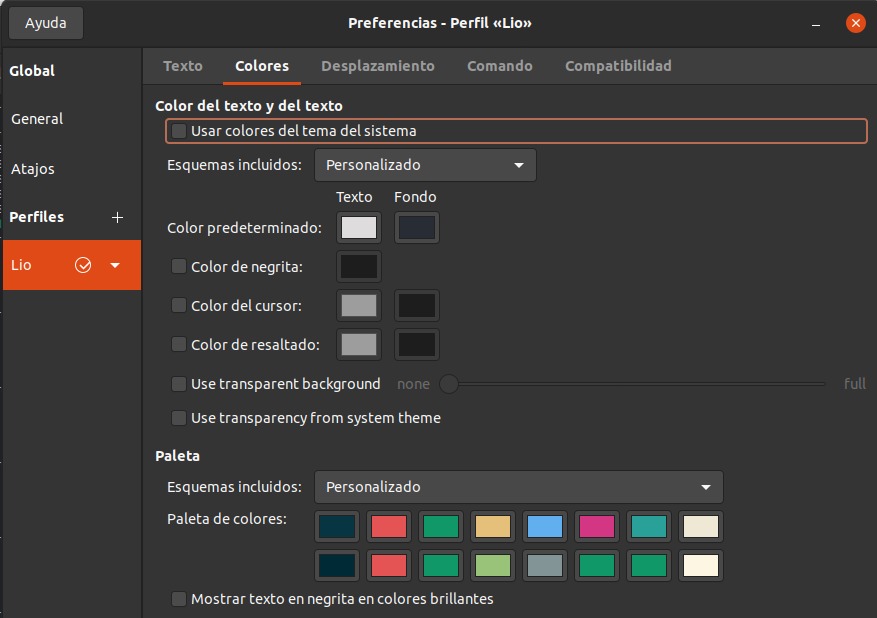 Ayuda
Preferencias - Perfil «Lio»
Global
General
Atajos
Perfiles
Lio
Texto Colores Desplazamiento Comando Compatibilidad
Color del texto y del texto
Usar colores del tema del sistema
Esquemas incluidos: Personalizado
Texto Fondo
Color predeterminado:
Color de negrita:
Color del cursor:
Color de resaltado:
Use transparent background none full
Use transparency from system theme
Paleta
Esquemas incluidos: Personalizado
Paleta de colores:
Mostrar texto en negrita en colores brillantes